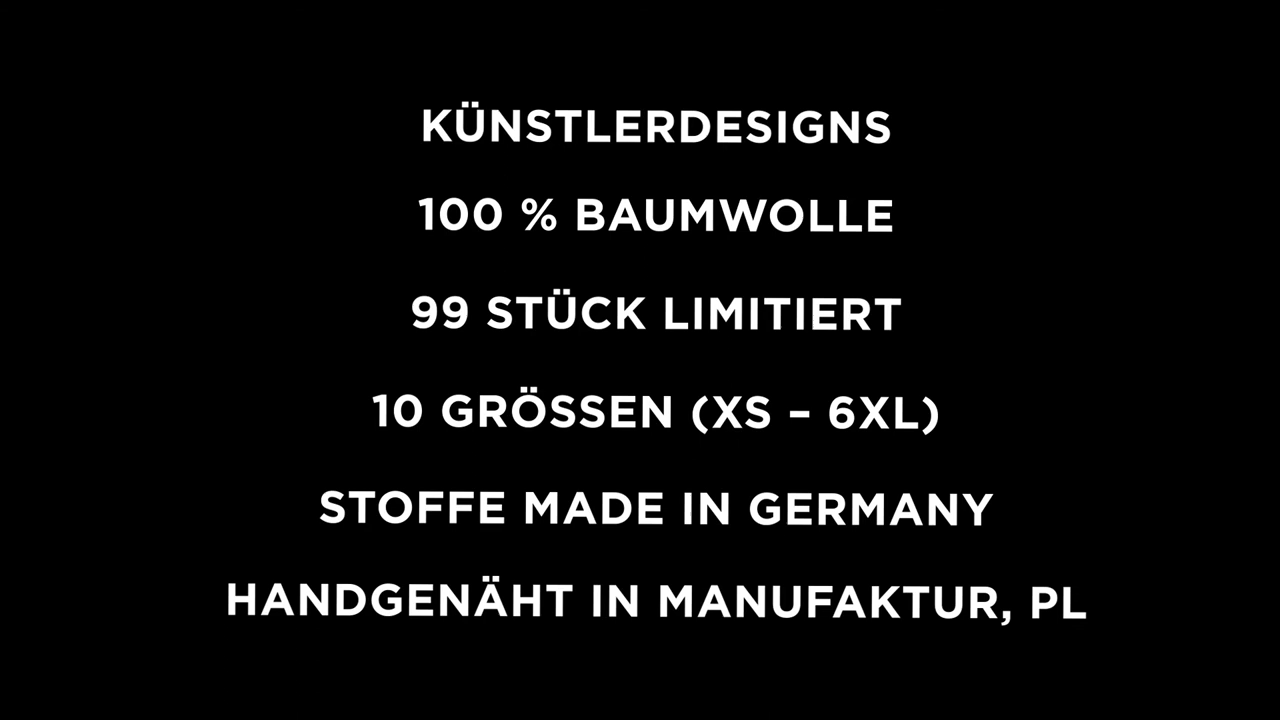 KÜNSTLERDESIGNS
100 % BAUMWOLLE
99 STÜCK LIMITIERT
10 GRÖSSEN (XS – 6XL)
STOFFE MADE IN GERMANY
HANDGENÄHT IN MANUFAKTUR, PL